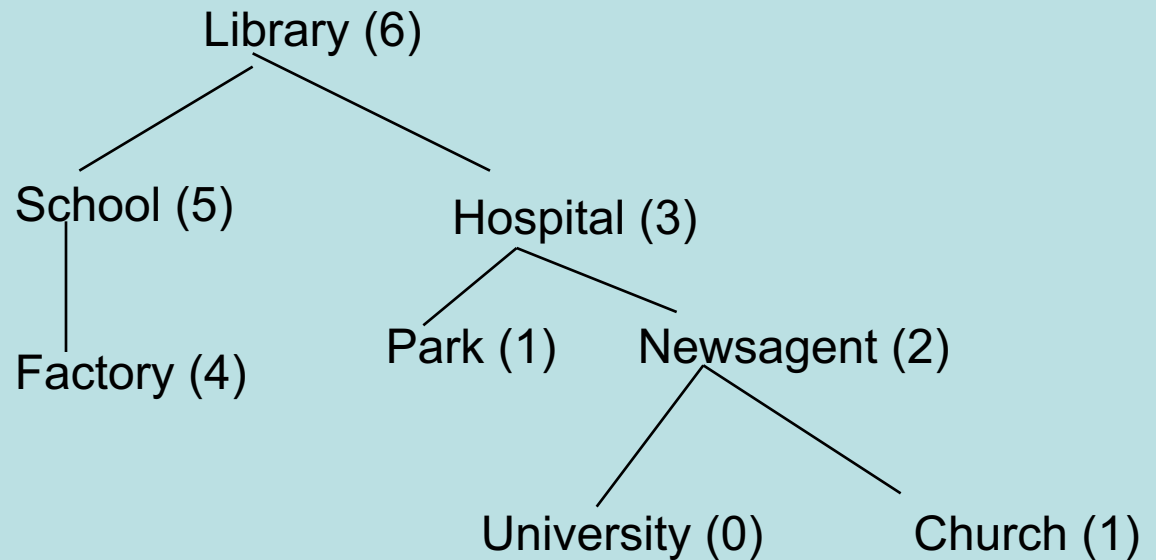 Library (6)
School (5)
Hospital (3)
Park (1)
Newsagent (2)
Factory (4)
University (0)
Church (1)